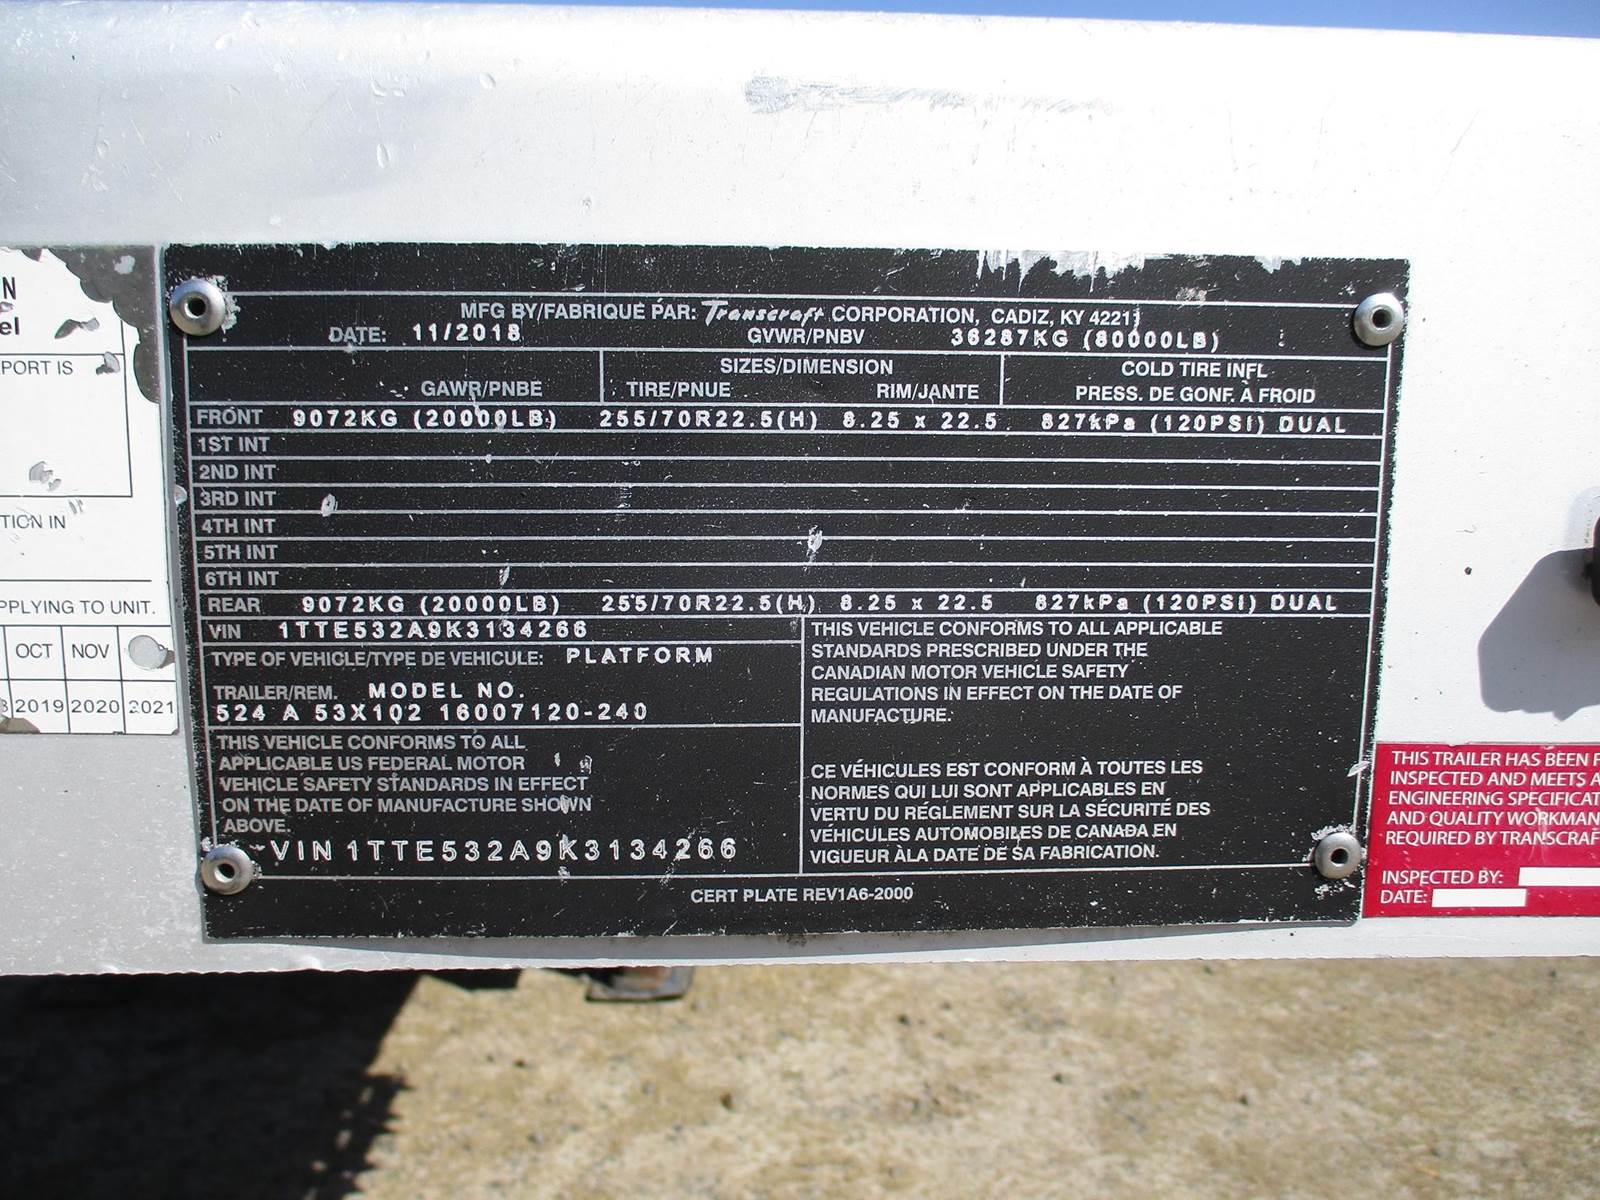 MFG BY/FABRIQUE PAR: Transcraft CORPORATION, CADIZ, KY 42211
DATE: 11/2018 GVWR/PNBV 36287KG (80000LB)
SIZES/DIMENSION COLD TIRE INFL
GAWR/PNBE TIRE/PNUE RIM/JANTE PRESS. DE GONF. À FROID
FRONT 9072KG (20000LB) 255/70R22.5(H) 8.25 x 22.5 827kPa (120PSI) DUAL
1ST INT
2ND INT
3RD INT
4TH INT
5TH INT
6TH INT
REAR 9072KG (20000LB) 255/70R22.5(H) 8.25 x 22.5 827kPa (120PSI) DUAL
VIN 1TTE532A9K3134266
TYPE OF VEHICLE/TYPE DE VEHICULE: PLATFORM
TRAILER/REM. MODEL NO.
524 A 53X102 16007120-240
THIS VEHICLE CONFORMS TO ALL
APPLICABLE US FEDERAL MOTOR
VEHICLE SAFETY STANDARDS IN EFFECT
ON THE DATE OF MANUFACTURE SHOWN
ABOVE.
VIN 1TTE532A9K3134266
THIS VEHICLE CONFORMS TO ALL APPLICABLE
STANDARDS PRESCRIBED UNDER THE
CANADIAN MOTOR VEHICLE SAFETY
REGULATIONS IN EFFECT ON THE DATE OF
MANUFACTURE.
CE VÉHICULES EST CONFORM À TOUTES LES
NORMES QUI LUI SONT APPLICABLES EN
VERTU DU RÉGLEMENT SUR LA SÉCURITÉ DES
VÉHICULES AUTOMOBILES DE CANADA EN
VIGUEUR ÀLA DATE DE SA FABRICATION.
CERT PLATE REV1A6-2000
N
el
PORT IS
TION IN
PPLYING TO UNIT.
OCT NOV
2019 2020 2021
THIS TRAILER HAS BEEN F
INSPECTED AND MEETS A
ENGINEERING SPECIFICAT
AND QUALITY WORKMAN
REQUIRED BY TRANSCRAF
INSPECTED BY:
DATE: